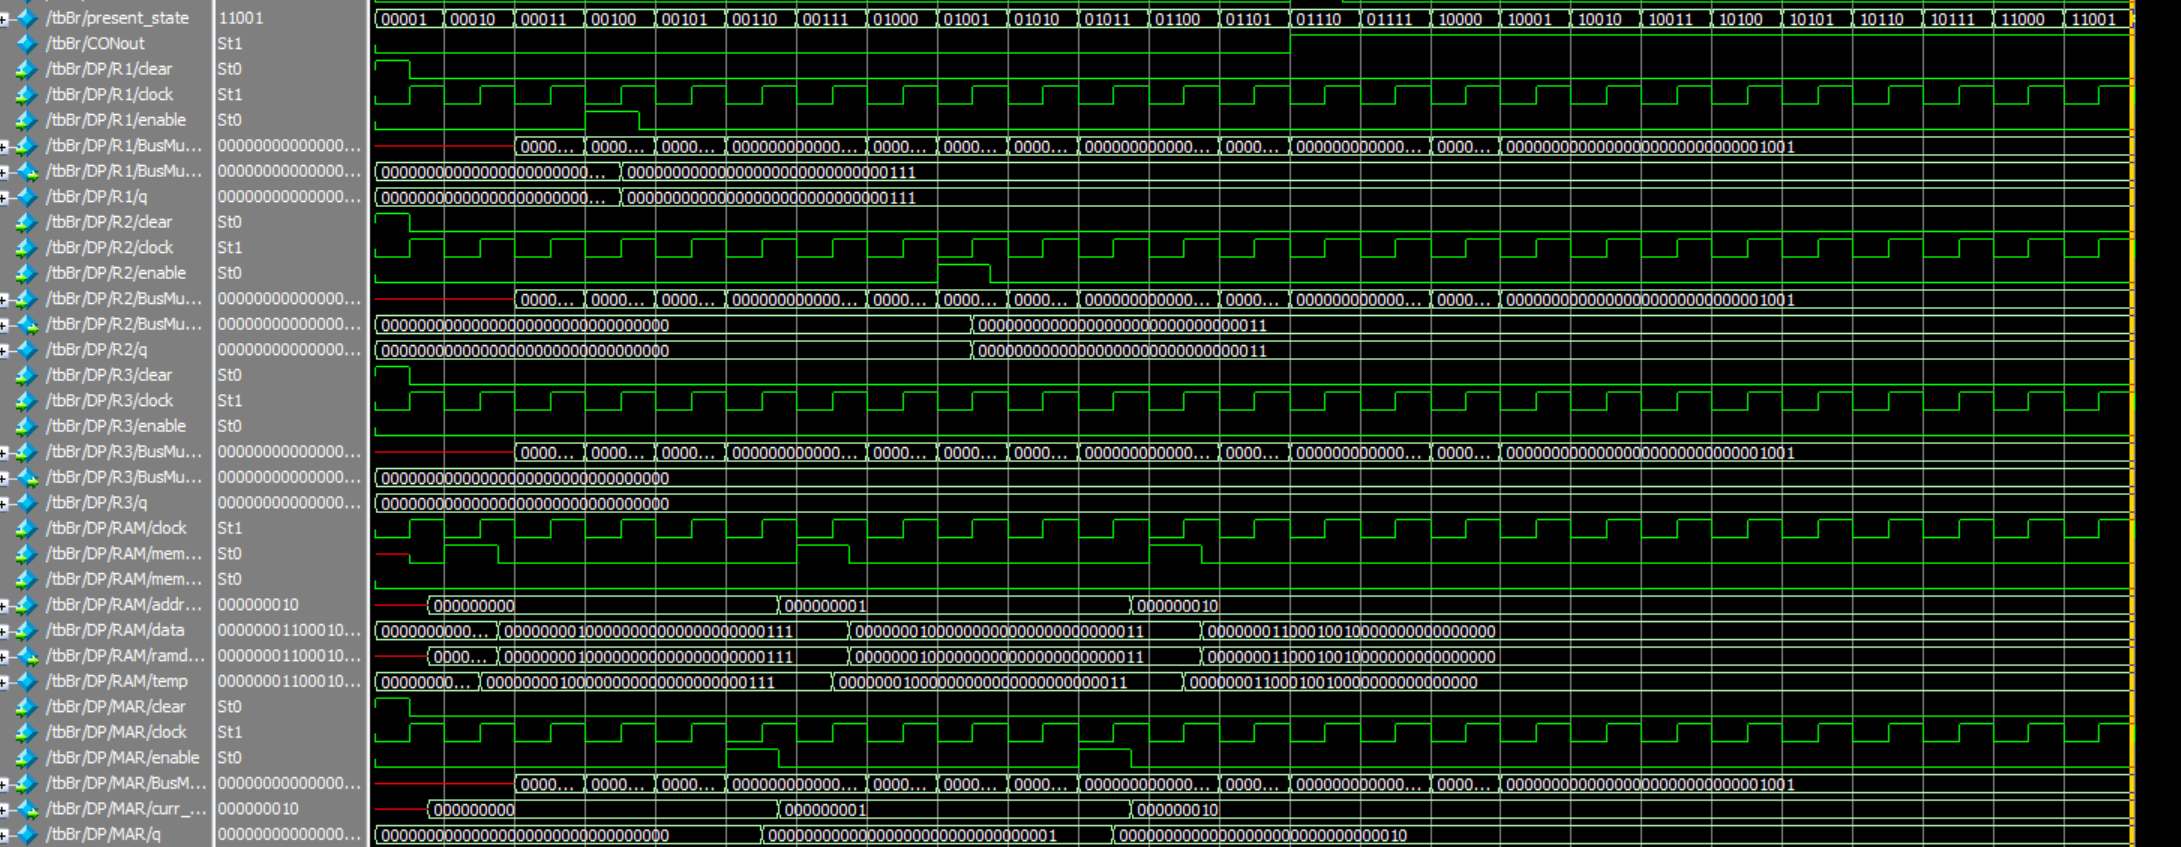 /tbBr/present_state 11001 00001 00010 00011 00100 00101 00110 00111 01000 01001 01010 01011 01100 01101 01110 01111 10000 10001 10010 10011 10100 10101 10110 10111 11000 11001
/tbBr/CONout St1
/tbBr/DP/R1/clear St0
/tbBr/DP/R1/clock St1
/tbBr/DP/R1/enable St0
/tbBr/DP/R1/BusMu... 00000000000000... 0000... 0000... 0000... 000000000000... 0000... 0000... 0000... 000000000000... 0000... 000000000000... 0000... 00000000000000000000000000001001
/tbBr/DP/R1/BusMu... 00000000000000... 00000000000000000000000... 00000000000000000000000000000111
/tbBr/DP/R1/q 00000000000000... 00000000000000000000000... 00000000000000000000000000000111
/tbBr/DP/R2/clear St0
/tbBr/DP/R2/clock St1
/tbBr/DP/R2/enable St0
/tbBr/DP/R2/BusMu... 00000000000000... 0000... 0000... 0000... 000000000000... 0000... 0000... 0000... 000000000000... 0000... 000000000000... 0000... 00000000000000000000000000001001
/tbBr/DP/R2/BusMu... 00000000000000... 00000000000000000000000000000000 00000000000000000000000000000011
/tbBr/DP/R2/q 00000000000000... 00000000000000000000000000000000 00000000000000000000000000000011
/tbBr/DP/R3/clear St0
/tbBr/DP/R3/clock St1
/tbBr/DP/R3/enable St0
/tbBr/DP/R3/BusMu... 00000000000000... 0000... 0000... 0000... 000000000000... 0000... 0000... 0000... 000000000000... 0000... 000000000000... 0000... 00000000000000000000000000001001
/tbBr/DP/R3/BusMu... 00000000000000... 00000000000000000000000000000000
/tbBr/DP/R3/q 00000000000000... 00000000000000000000000000000000
/tbBr/DP/RAM/clock St1
/tbBr/DP/RAM/mem... St0
/tbBr/DP/RAM/mem... St0
/tbBr/DP/RAM/addr... 000000010 000000000 000000001 000000010
/tbBr/DP/RAM/data 00000001100010... 0000000000... 00000000100000000000000000000111 00000001000000000000000000000011 00000001100010010000000000000000
/tbBr/DP/RAM/ramd... 00000001100010... 0000... 00000000100000000000000000000111 00000001000000000000000000000011 00000001100010010000000000000000
/tbBr/DP/RAM/temp 00000001100010... 00000000... 00000000100000000000000000000111 00000001000000000000000000000011 00000001100010010000000000000000
/tbBr/DP/MAR/clear St0
/tbBr/DP/MAR/clock St1
/tbBr/DP/MAR/enable St0
/tbBr/DP/MAR/BusM... 00000000000000... 0000... 0000... 0000... 000000000000... 0000... 0000... 0000... 000000000000... 0000... 000000000000... 0000... 00000000000000000000000000001001
/tbBr/DP/MAR/curr_... 000000010 000000000 000000001 000000010
/tbBr/DP/MAR/q 00000000000000... 00000000000000000000000000000000 00000000000000000000000000000001 00000000000000000000000000000010